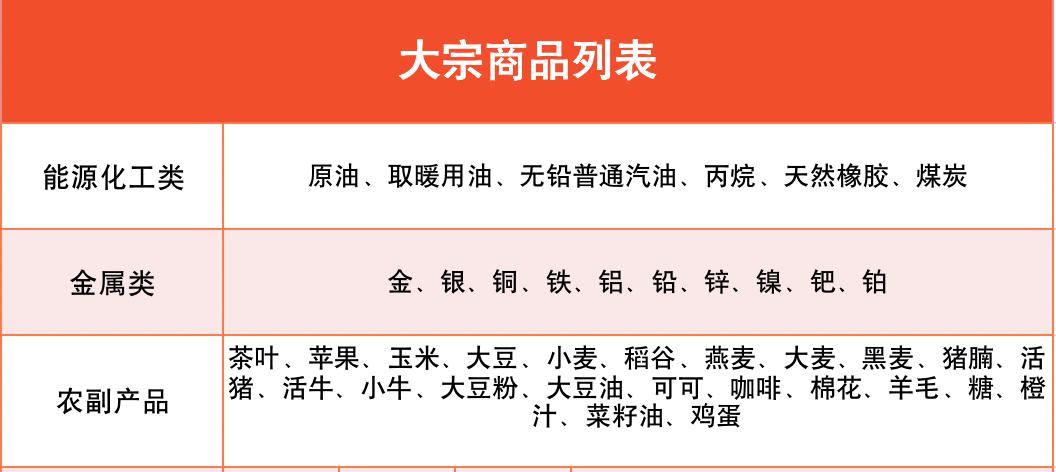 大宗商品列表
能源化工类
原油、取暖用油、无铅普通汽油、丙烷、天然橡胶、煤炭
金属类
金、银、铜、铁、铝、铅、锌、镍、钯、铂
农副产品
茶叶、苹果、玉米、大豆、小麦、稻谷、燕麦、大麦、黑麦、猪腩、活
猪、活牛、小牛、大豆粉、大豆油、可可、咖啡、棉花、羊毛、糖、橙
汁、菜籽油、鸡蛋